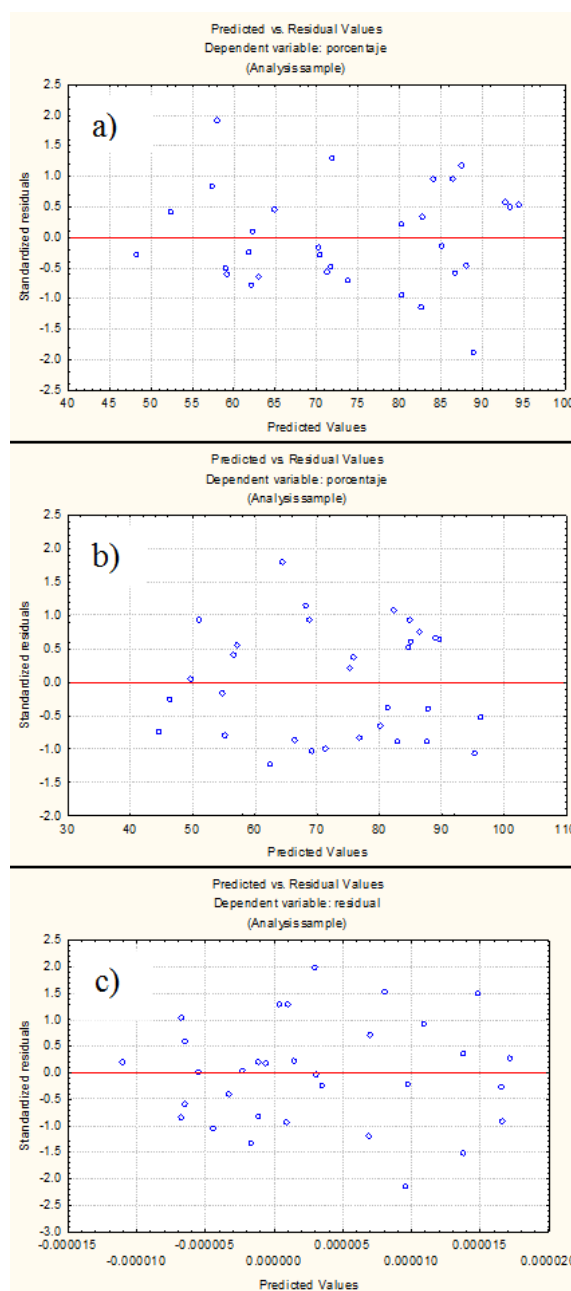 Predicted vs. Residual Values
Dependent variable: porcentaje
(Analysis sample)
a)
2.5
2.0
1.5
1.0
0.5
0.0
-0.5
-1.0
-1.5
-2.0
-2.5
Standardized residuals
40 45 50 55 60 65 70 75 80 85 90 95 100
Predicted Values
Predicted vs. Residual Values
Dependent variable: porcentaje
(Analysis sample)
b)
2.5
2.0
1.5
1.0
0.5
0.0
-0.5
-1.0
-1.5
-2.0
Standardized residuals
30 40 50 60 70 80 90 100 110
Predicted Values
Predicted vs. Residual Values
Dependent variable: residual
(Analysis sample)
c)
2.5
2.0
1.5
1.0
0.5
0.0
-0.5
-1.0
-1.5
-2.0
-2.5
-3.0
Standardized residuals
-0.000015 -0.000005 0.000005 0.000015
-0.000010 0.000000 0.000010 0.000020
Predicted Values